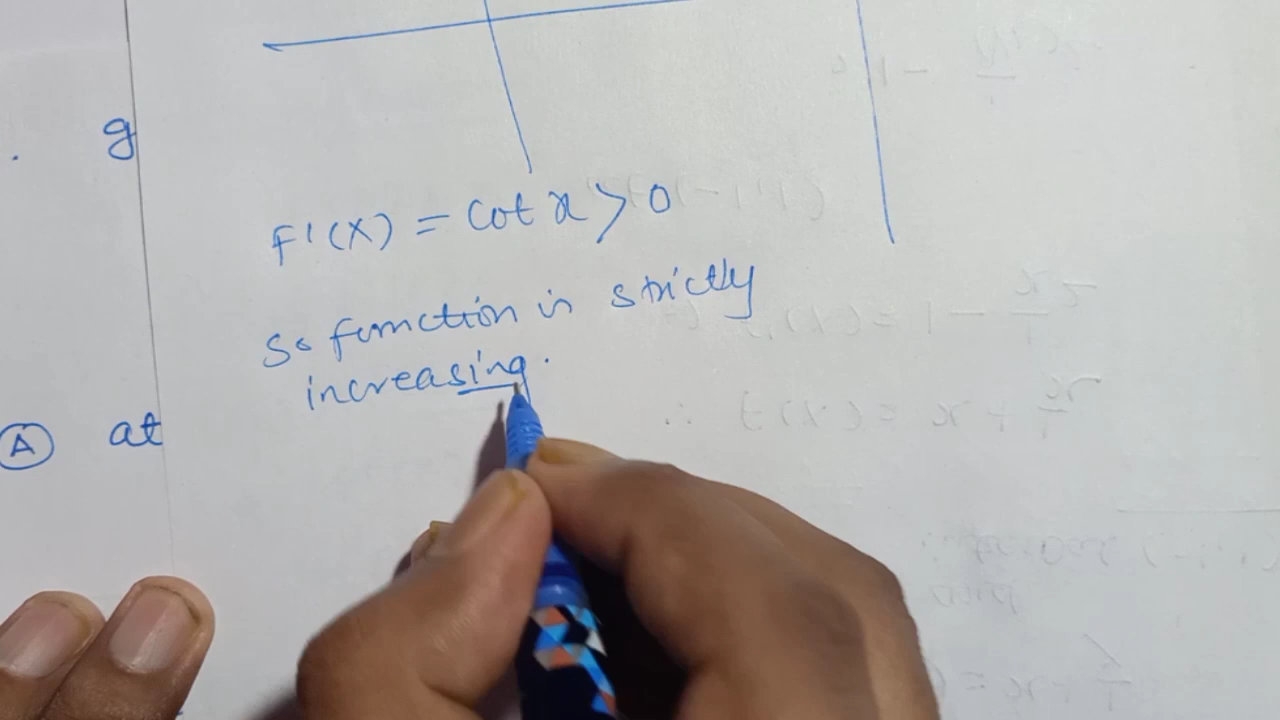 g
F'(X) = Cot x > 0
So function is strictly
increasing.
A at